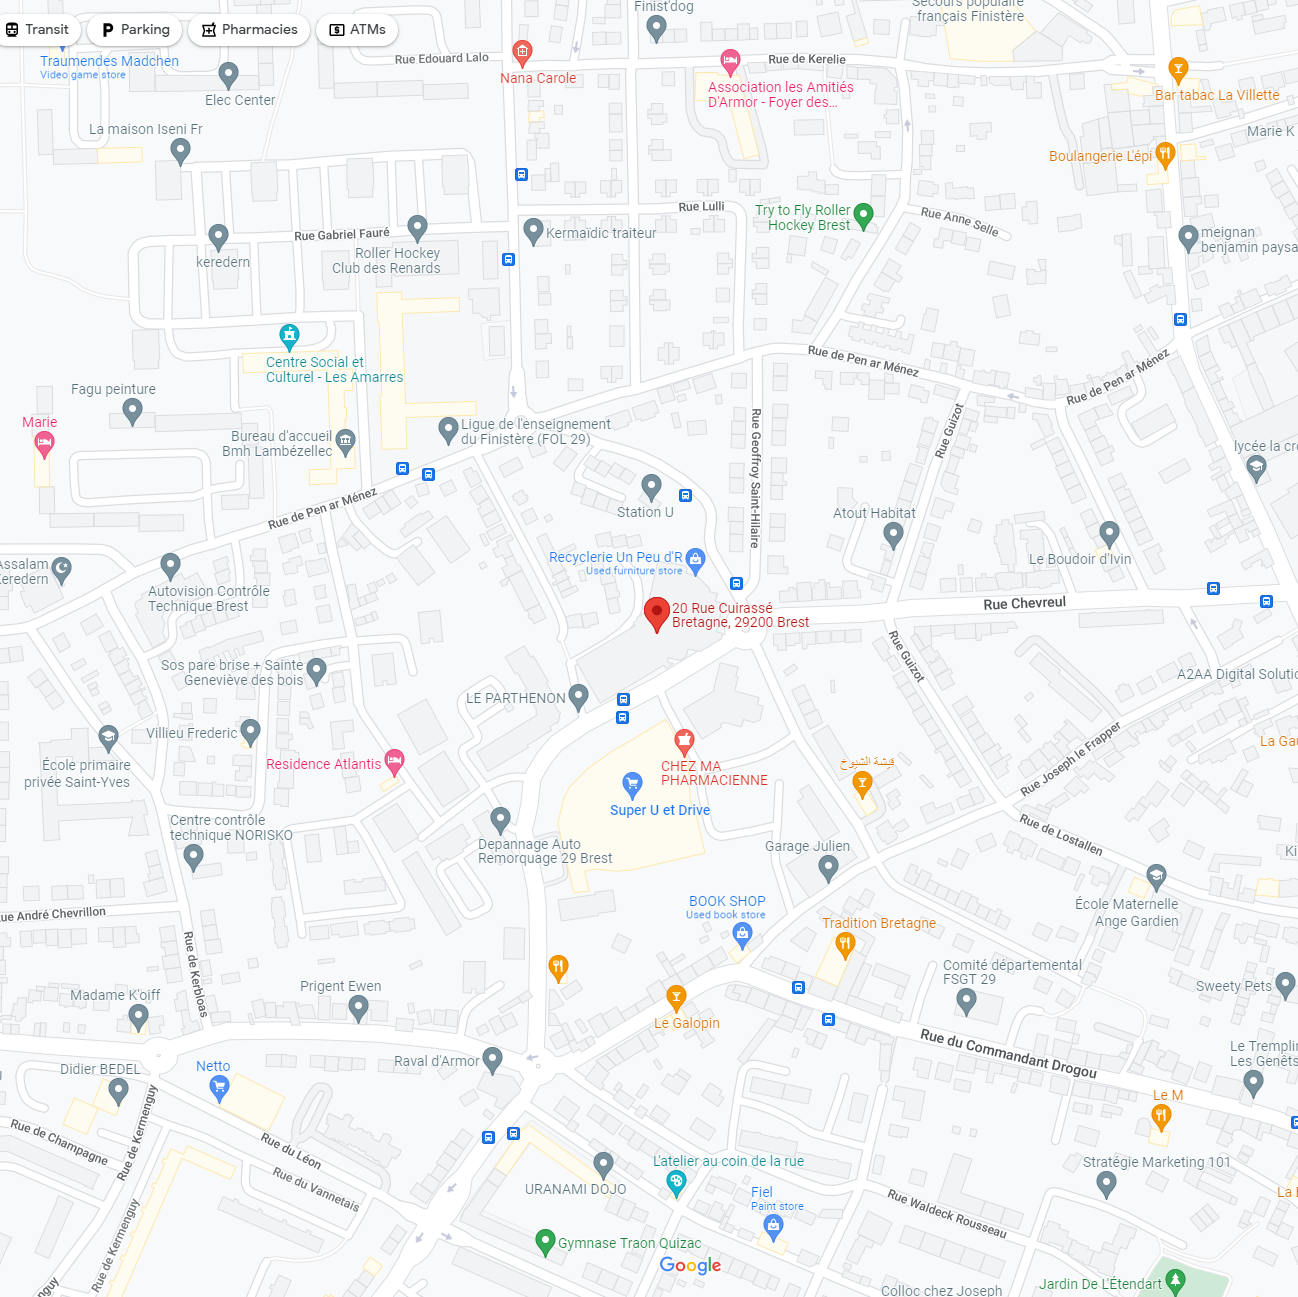 Transit
Parking
Pharmacies
ATMs
Finist'dog
Secours populaire
français Finistère
Rue Edouard Lalo
Rue de Kerelie
Traumendes Madchen
Video game store
Elec Center
Nana Carole
Association les Amitiés
D'Armor - Foyer des...
Bar tabac La Villette
La maison Iseni Fr
Marie K
Boulangerie L'épi
Rue Lulli
Try to Fly Roller
Hockey Brest
Rue Anne Selle
Rue Gabriel Fauré
Kermaïdic traiteur
meignan
benjamin paysa
keredern
Roller Hockey
Club des Renards
Centre Social et
Culturel - Les Amarres
Rue de Pen ar Ménez
Rue de Pen ar Ménez
Fagu peinture
Marie
Bureau d'accueil
Bmh Lambézellec
Ligue de l'enseignement
du Finistère (FOL 29)
Rue Geoffroy Saint-Hilaire
Rue Guizot
lycée la cr
Rue de Pen ar Ménez
Station U
Atout Habitat
Assalam
Keredern
Autovision Contrôle
Technique Brest
Recyclerie Un Peu d'R
Used furniture store
Le Boudoir d'Ivin
20 Rue Cuirassé
Bretagne, 29200 Brest
Rue Chevreul
Rue Guizot
Sos pare brise + Sainte
Geneviève des bois
LE PARTHENON
A2AA Digital Solutio
Villieu Frederic
École primaire
privée Saint-Yves
Residence Atlantis
CHEZ MA
PHARMACIENNE
Super U et Drive
قيشة الشيوخ
La Ga
Rue Joseph le Frapper
Centre contrôle
technique NORISKO
Depannage Auto
Remorquage 29 Brest
Garage Julien
Rue de Lostallen
Ki
École Maternelle
Ange Gardien
Rue André Chevrillon
BOOK SHOP
Used book store
Tradition Bretagne
Rue de Kerbloas
Comité départemental
FSGT 29
Madame K'oiff
Prigent Ewen
Sweety Pets
Le Galopin
Rue du Commandant Drogou
Didier BEDEL
Netto
Raval d'Armor
Le Tremplin
Les Genêts
Le M
Rue de Champagne
Rue de Kermenguy
Rue du Léon
Rue du Vannetais
URANAMI DOJO
L'atelier au coin de la rue
Stratégie Marketing 101
Fiel
Paint store
La
Rue Waldeck Rousseau
Rue de Kermenguy
Gymnase Traon Quizac
Google
Colloc chez Joseph
Jardin De L'Étendart